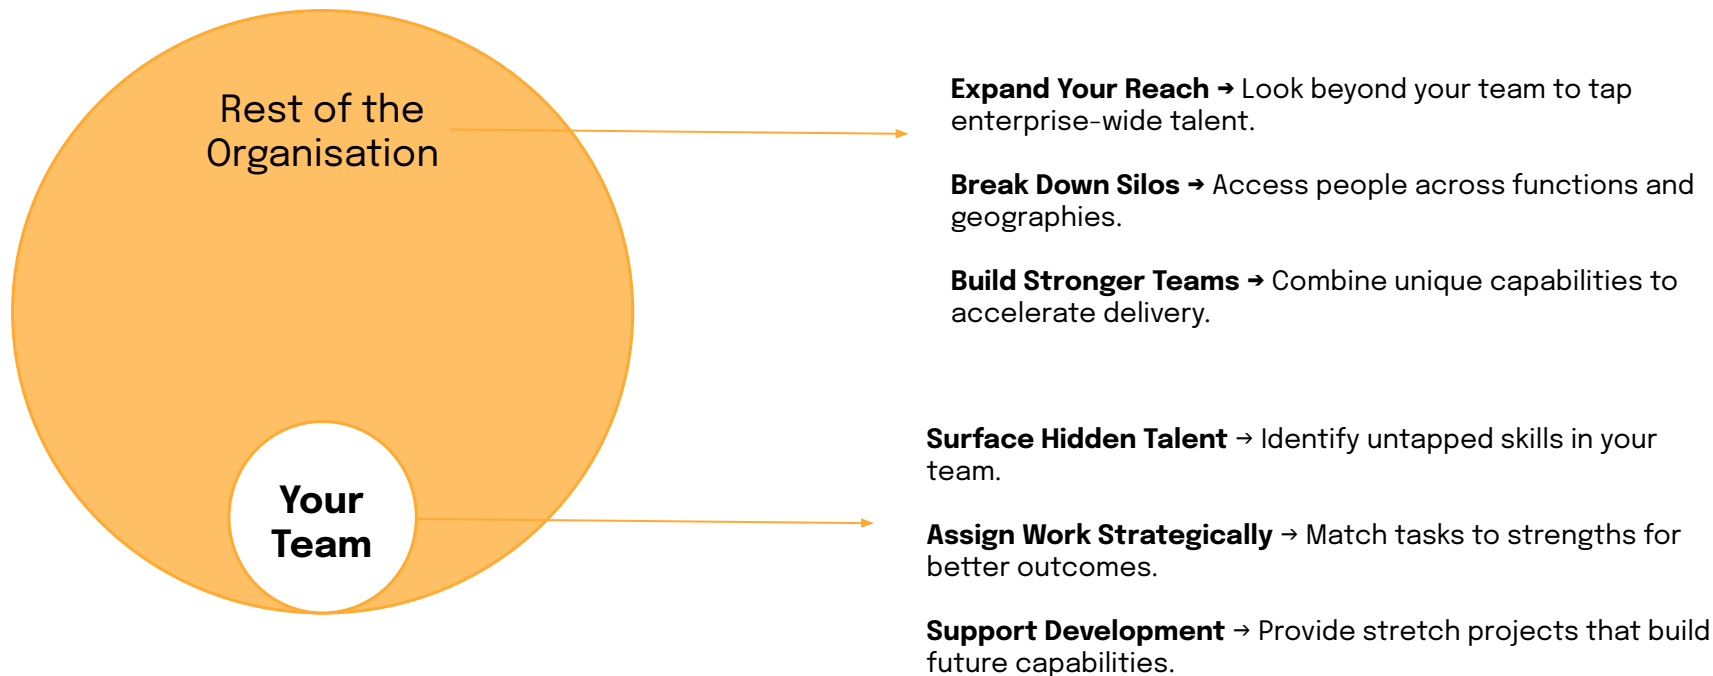 Rest of the
Organisation
Expand Your Reach ➔ Look beyond your team to tap
enterprise-wide talent.
Break Down Silos ➔ Access people across functions and
geographies.
Build Stronger Teams ➔ Combine unique capabilities to
accelerate delivery.
Your
Team
Surface Hidden Talent → Identify untapped skills in your
team.
Assign Work Strategically → Match tasks to strengths for
better outcomes.
Support Development → Provide stretch projects that build
future capabilities.